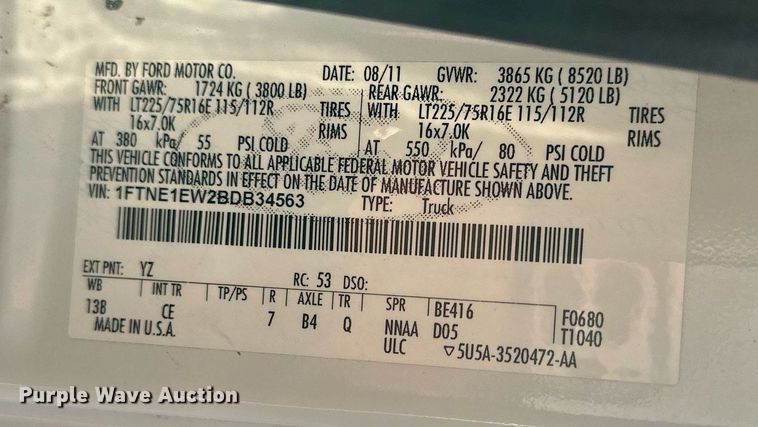 MFD. BY FORD MOTOR CO. DATE: 08/11 GVWR: 3865 KG ( 8520 LB)
FRONT GAWR: 1724 KG ( 3800 LB) REAR GAWR: 2322 KG ( 5120 LB)
WITH LT225/75R16E 115/112R TIRES WITH LT225/75R16E 115/112R TIRES
16x7.0K RIMS 16x7.0K RIMS
AT 380 kPa/ 55 PSI COLD AT 550 kPa/ 80 PSI COLD
THIS VEHICLE CONFORMS TO ALL APPLICABLE FEDERAL MOTOR VEHICLE SAFETY AND THEFT
PREVENTION STANDARDS IN EFFECT ON THE DATE OF MANUFACTURE SHOWN ABOVE.
VIN: 1FTNE1EW2BDB34563 TYPE: Truck
EXT PNT: YZ RC: 53 DSO:
WB INT TR TP/PS R AXLE TR SPR BE416 F0680
138 CE 7 B4 Q NNAA D05 T1040
MADE IN U.S.A. ULC ▽5U5A-3520472-AA
Purple Wave Auction